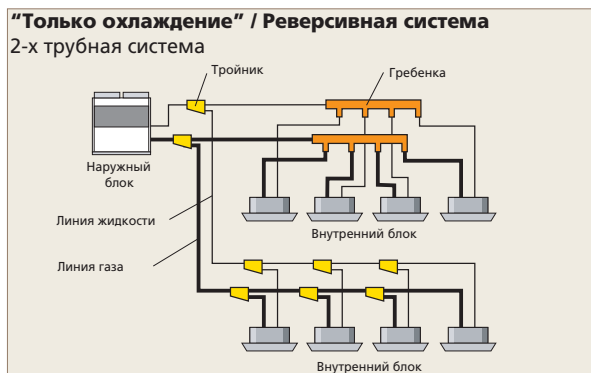 “Только охлаждение” / Реверсивная система
2-х трубная система
Тройник
Гребенка
Наружный
блок
Линия жидкости
Внутренний блок
Линия газа
Внутренний блок